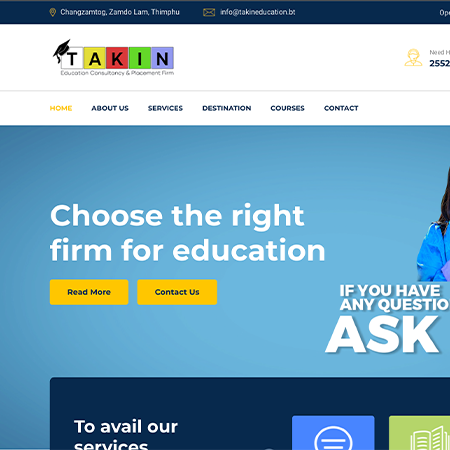 Changzamtog, Zamdo Lam, Thimphu
info@takineducation.bt
TAKIN
Education Consultancy & Placement Firm
Need H
2552
HOME
ABOUT US
SERVICES
DESTINATION
COURSES
CONTACT
Choose the right
firm for education
Read More
Contact Us
IF YOU HAVE
ANY QUESTIO
ASK
To avail our
services